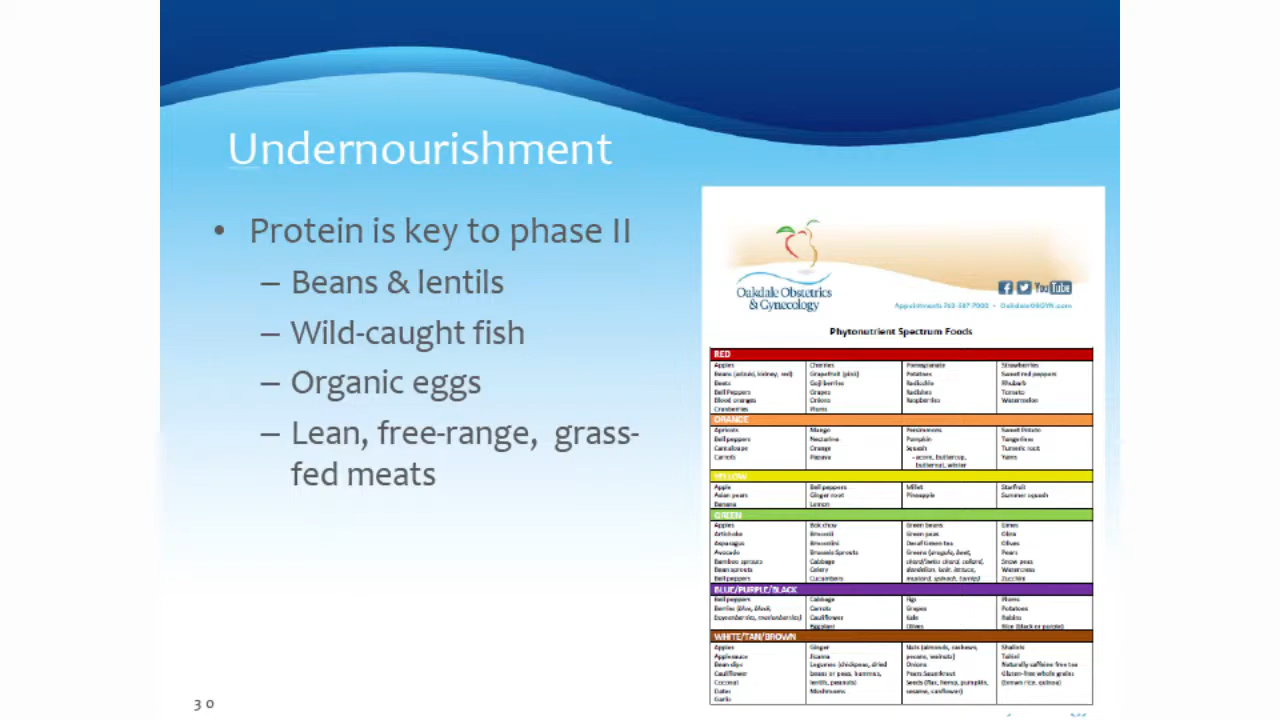 Undernourishment
• Protein is key to phase II
– Beans & lentils
– Wild-caught fish
– Organic eggs
– Lean, free-range, grass-
fed meats
30
Oakdale Obstetrics
& Gynecology
YouTube
Appointments 763-587-7000 • OakdaleOBGYN.com
Phytonutrient Spectrum Foods
RED
Apples Cherries Pomegranate Strawberries
Beans (adzuki, kidney, red) Grapefruit (pink) Potatoes Sweet red peppers
Beets Goji berries Radicchio Rhubarb
Bell Peppers Grapes Radishes Tomato
Blood oranges Onions Raspberries Watermelon
Cranberries Plums
ORANGE
Apricots Mango Persimmons Sweet Potato
Bell peppers Nectarine Pumpkin Tangerines
Cantaloupe Orange Squash Turmeric root
Carrots Papaya - acorn, buttercup, Yams
butternut, winter
YELLOW
Apple Bell peppers Millet Starfruit
Asian pears Ginger root Pineapple Summer squash
Banana Lemon
GREEN
Apples Bok choy Green beans Limes
Artichoke Broccoli Green peas Okra
Asparagus Broccolini Decaf Green tea Olives
Avocado Brussels Sprouts Greens (arugula, beet, Pears
Bamboo sprouts Cabbage chard/swiss chard, collard, Snow peas
Bean sprouts Celery dandelion, kale, lettuce, Watercress
Bell peppers Cucumbers mustard, spinach, turnip) Zucchini
BLUE/PURPLE/BLACK
Bell peppers Cabbage Figs Plums
Berries (blue, black, Carrots Grapes Potatoes
boysenberries, marionberries) Cauliflower Kale Raisins
Eggplant Olives Rice (black or purple)
WHITE/TAN/BROWN
Apples Ginger Nuts (almonds, cashews, Shallots
Applesauce Jicama pecans, walnuts) Tahini
Bean dips Legumes (chickpeas, dried Onions Naturally caffeine free tea
Cauliflower beans or peas, hummus, Pears Sauerkraut Gluten-free whole grains
Coconut lentils, peanuts) Seeds (flax, hemp, pumpkin, (brown rice, quinoa)
Dates Mushrooms sesame, sunflower)
Garlic